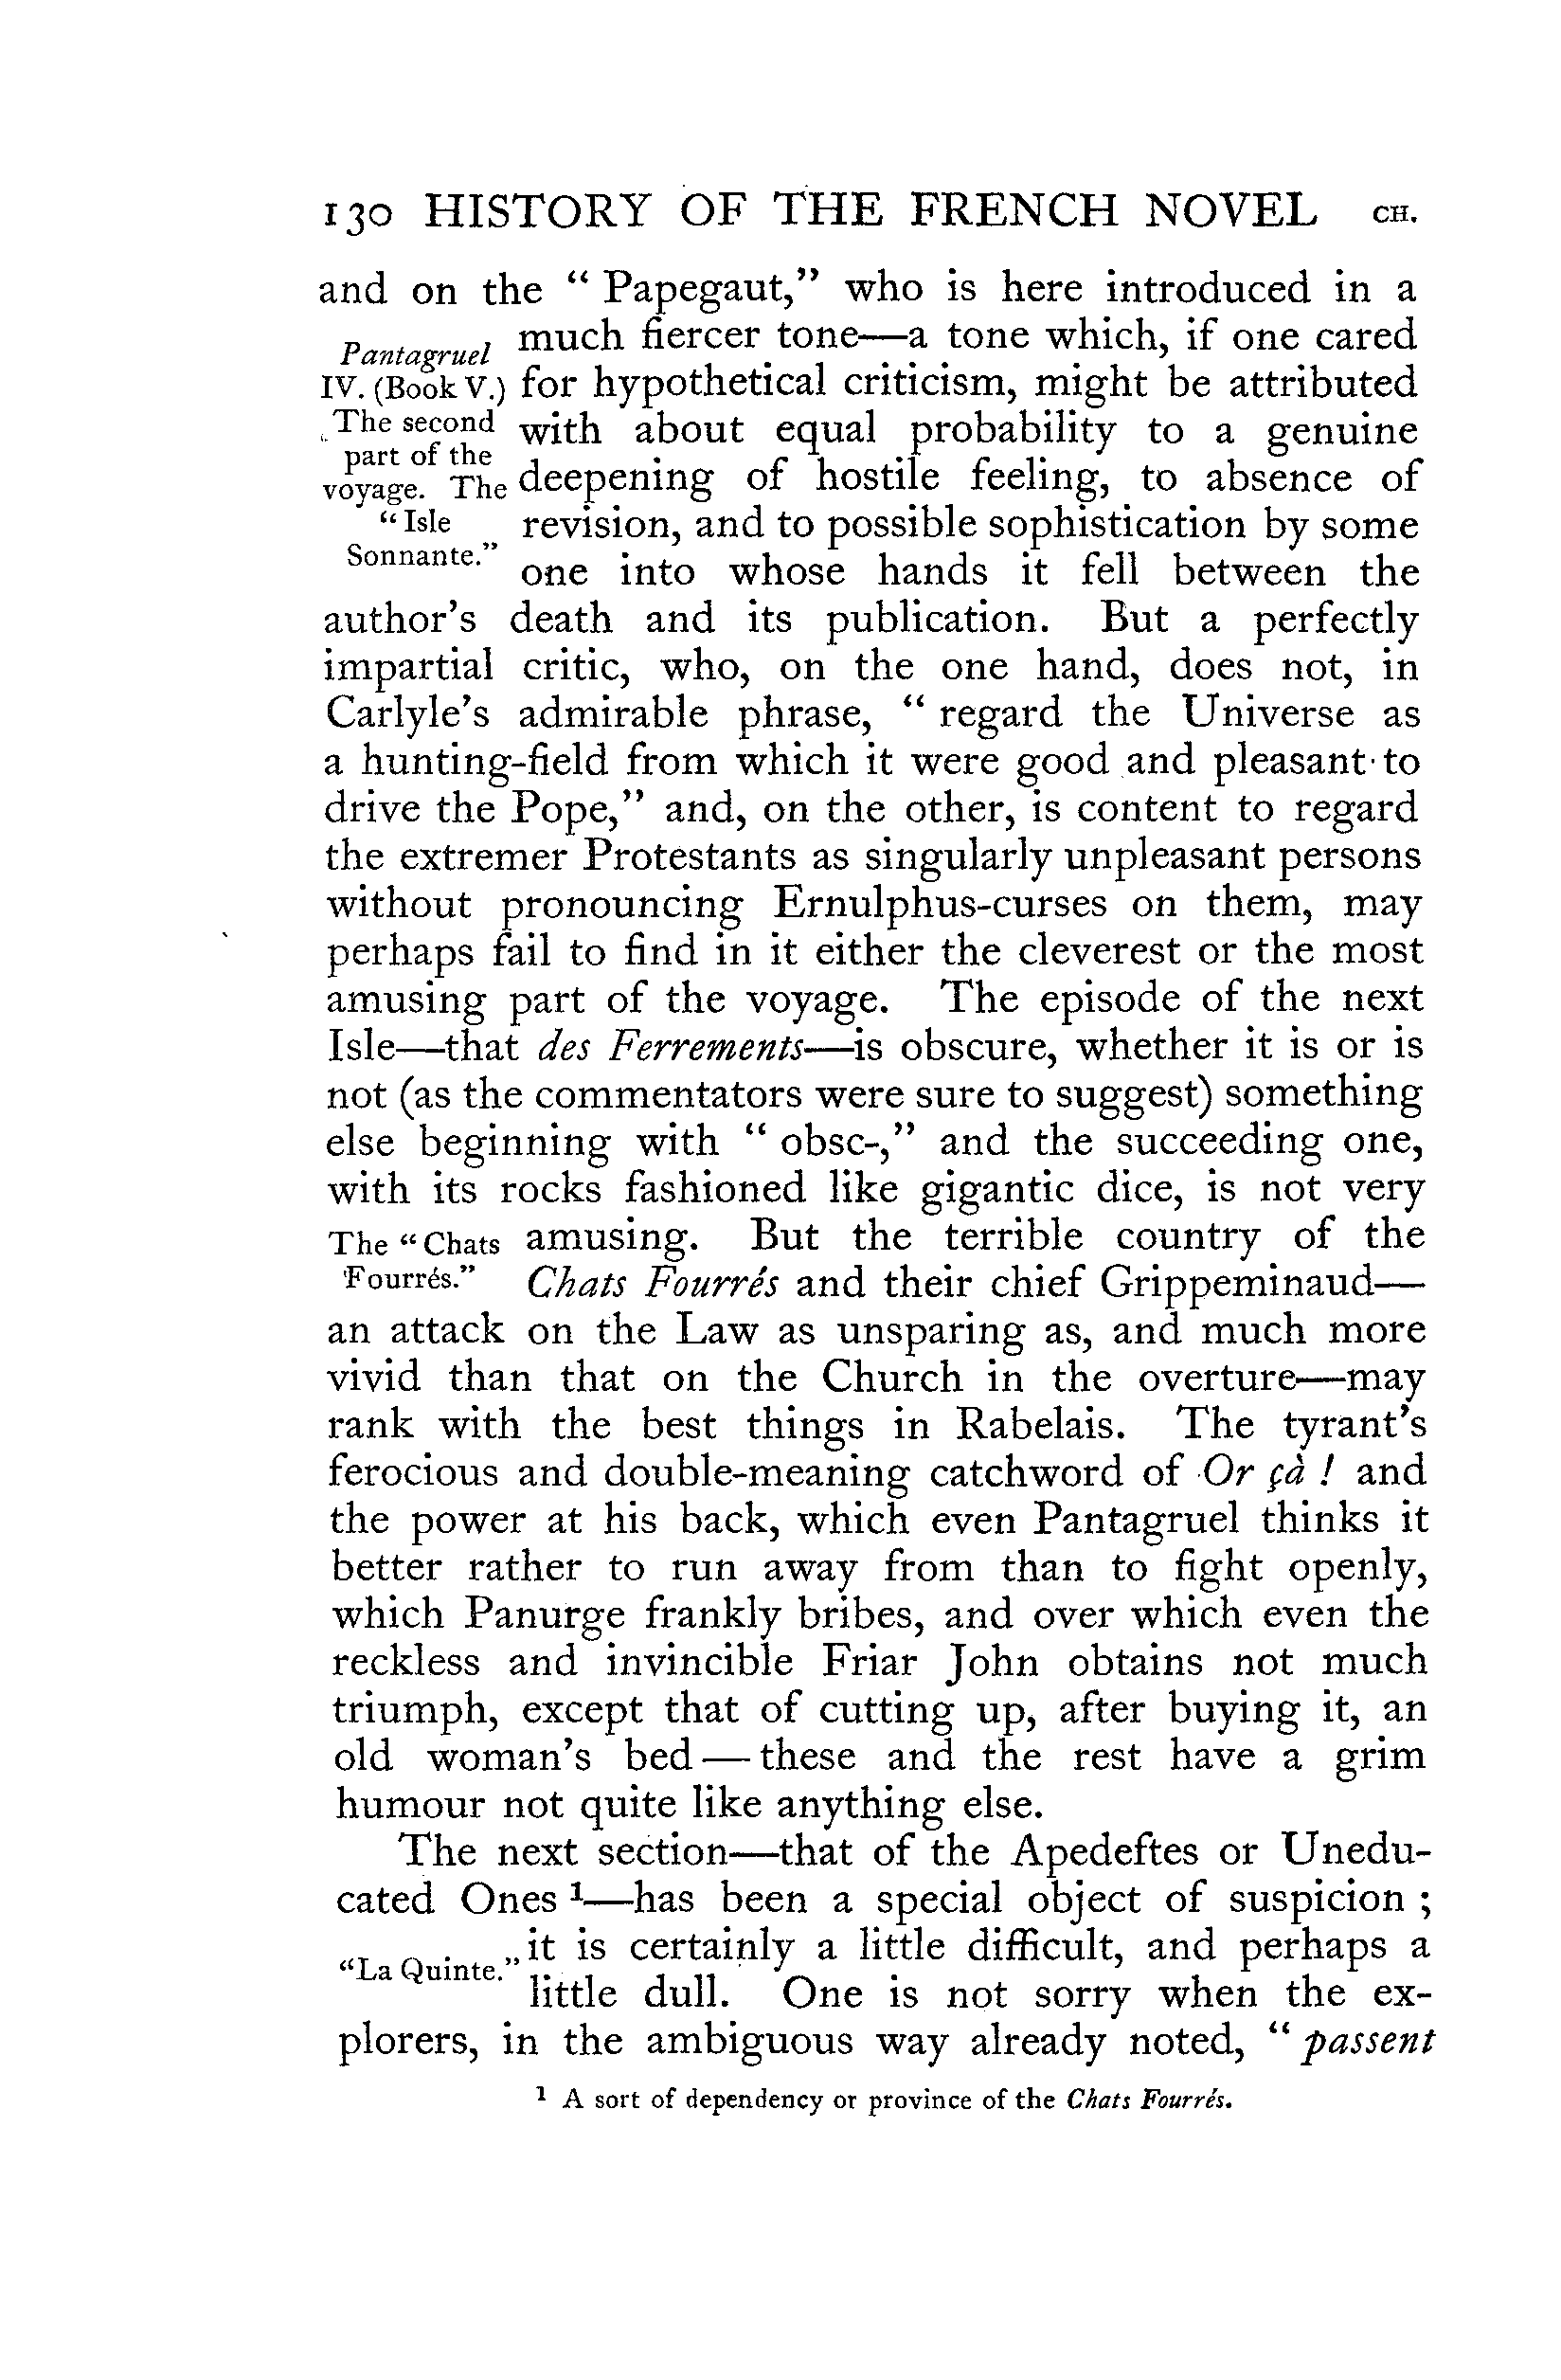 130 HISTORY OF THE FRENCH NOVEL CH.
and on the “ Papegaut,” who is here introduced in a
much fiercer tone—a tone which, if one cared
Pantagruel
IV. (Book V.)
The second
part of the
voyage. The
“Isle
Sonnante.”
for hypothetical criticism, might be attributed
with about equal probability to a genuine
deepening of hostile feeling, to absence of
revision, and to possible sophistication by some
one into whose hands it fell between the
author's death and its publication. But a perfectly
impartial critic, who, on the one hand, does not, in
Carlyle's admirable phrase, “ regard the Universe as
a hunting-field from which it were good and pleasant to
drive the Pope,” and, on the other, is content to regard
the extremer Protestants as singularly unpleasant persons
without pronouncing Ernulphus-curses on them, may
perhaps fail to find in it either the cleverest or the most
amusing part of the voyage. The episode of the next
Isle—that des Ferrements—is obscure, whether it is or is
not (as the commentators were sure to suggest) something
else beginning with “ obsc-,” and the succeeding one,
with its rocks fashioned like gigantic dice, is not very
The “Chats
Fourrés.”
amusing. But the terrible country of the
Chats Fourrés and their chief Grippeminaud—
an attack on the Law as unsparing as, and much more
vivid than that on the Church in the overture—may
rank with the best things in Rabelais. The tyrant's
ferocious and double-meaning catchword of Or çà ! and
the power at his back, which even Pantagruel thinks it
better rather to run away from than to fight openly,
which Panurge frankly bribes, and over which even the
reckless and invincible Friar John obtains not much
triumph, except that of cutting up, after buying it, an
old woman's bed — these and the rest have a grim
humour not quite like anything else.
The next section—that of the Apedeftes or Unedu-
cated Ones ¹—has been a special object of suspicion ;
“La Quinte.”
it is certainly a little difficult, and perhaps a
little dull. One is not sorry when the ex-
plorers, in the ambiguous way already noted, “ passent
¹ A sort of dependency or province of the Chats Fourrés.